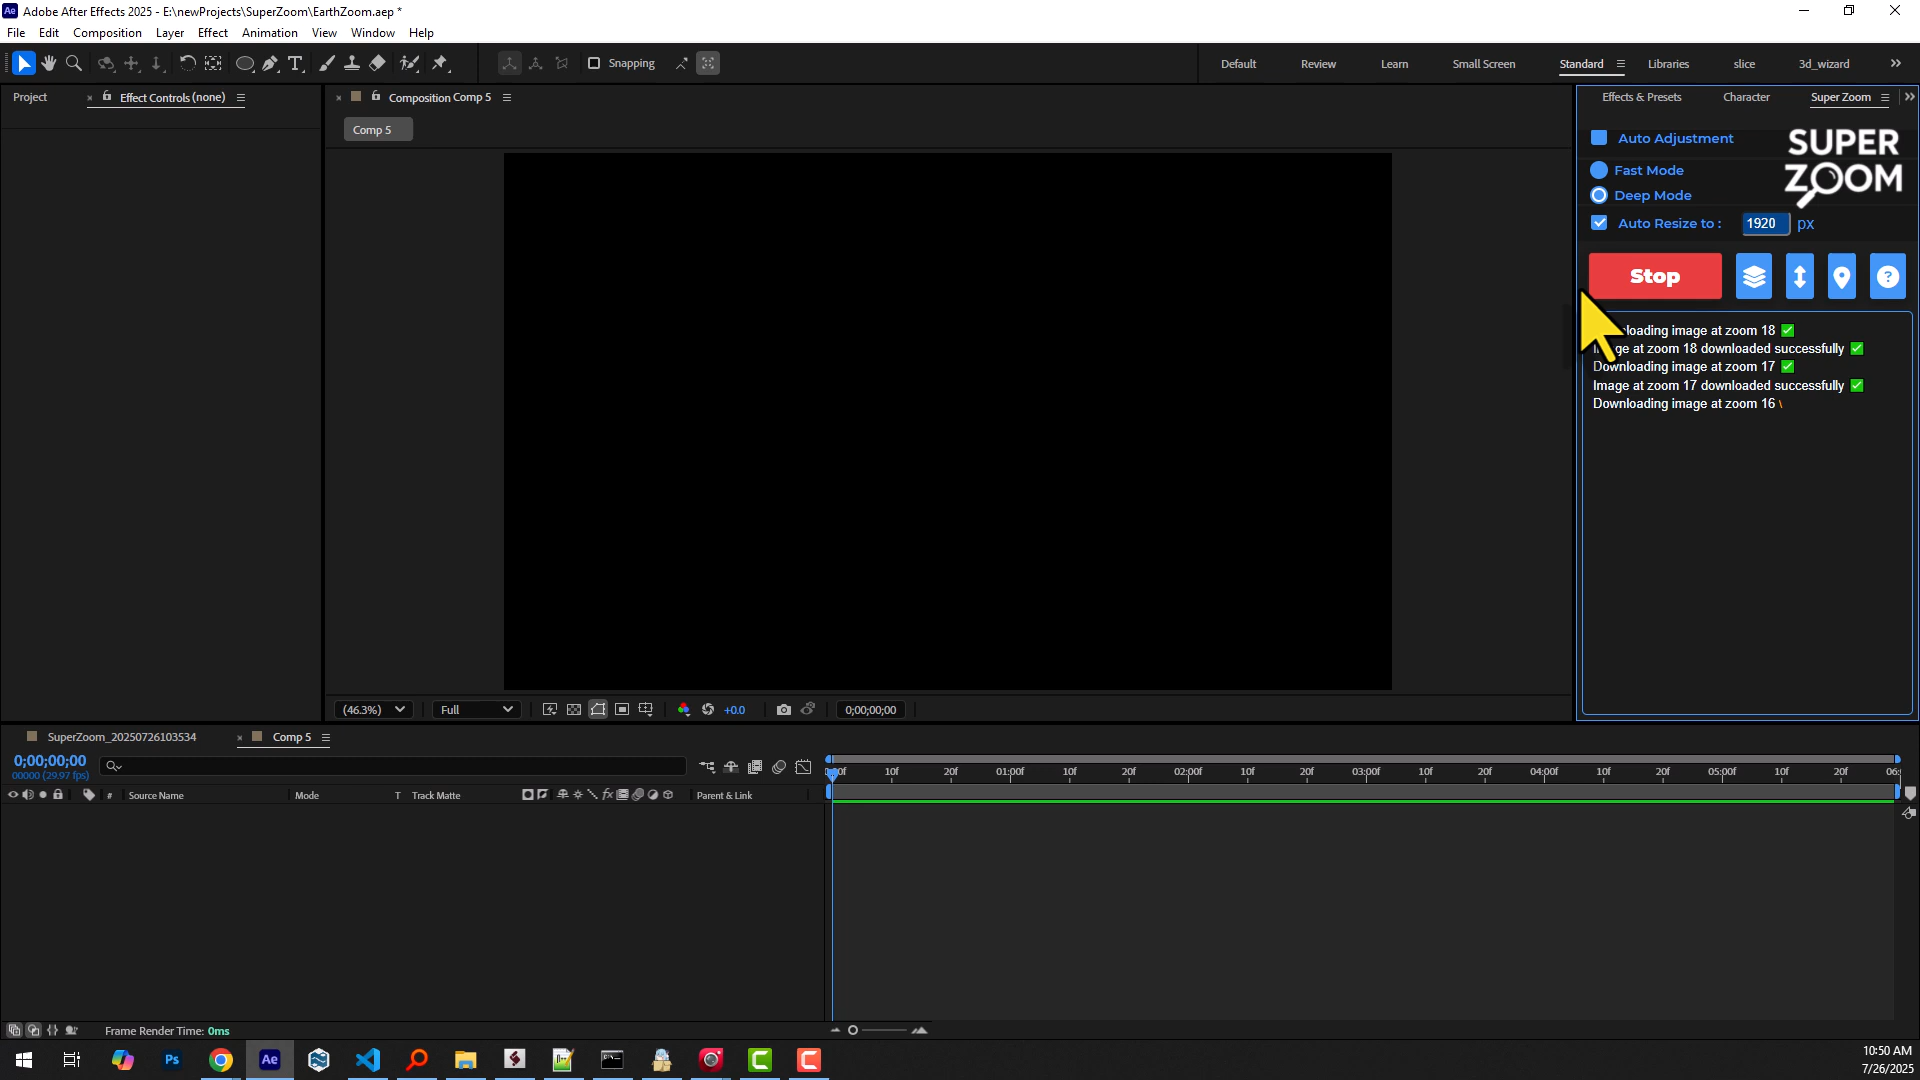 Adobe After Effects 2025 - E:\newProjects\SuperZoom\EarthZoom.aep *
File Edit Composition Layer Effect Animation View Window Help
Snapping
Default Review Learn Small Screen Standard Libraries slice 3d_wizard
Project Effect Controls (none)
Composition Comp 5
Comp 5
Effects & Presets Character Super Zoom
Auto Adjustment
SUPER
ZOOM
Fast Mode
Deep Mode
Auto Resize to : 1920 px
Stop
?
loading image at zoom 18
ge at zoom 18 downloaded successfully
Downloading image at zoom 17
Image at zoom 17 downloaded successfully
Downloading image at zoom 16 \
(46.3%) Full +0.0 0;00;00;00
SuperZoom_20250726103534 Comp 5
0;00;00;00
00000 (29.97 fps)
10f 20f 01:00f 10f 20f 02:00f 10f 20f 03:00f 10f 20f 04:00f 10f 20f 05:00f 10f 20f 06:
# Source Name Mode T Track Matte fx Parent & Link
Frame Render Time: 0ms
Ps Ae
10:50 AM
7/26/2025